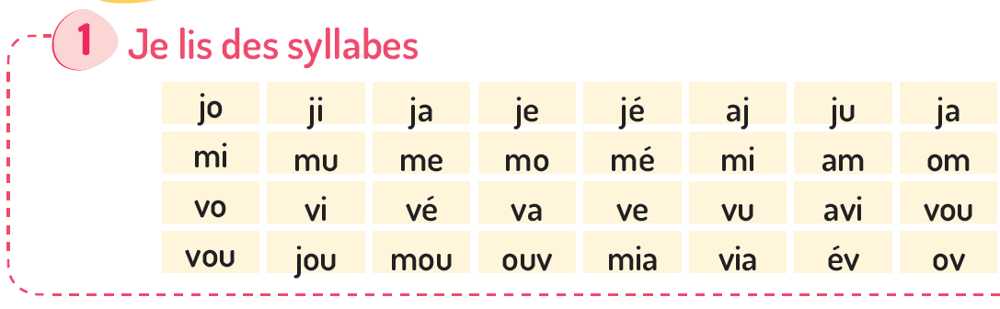 1 Je lis des syllabes
jo ji ja je jé aj ju ja
mi mu me mo mé mi am om
vo vi vé va ve vu avi vou
vou jou mou ouv mia via év ov